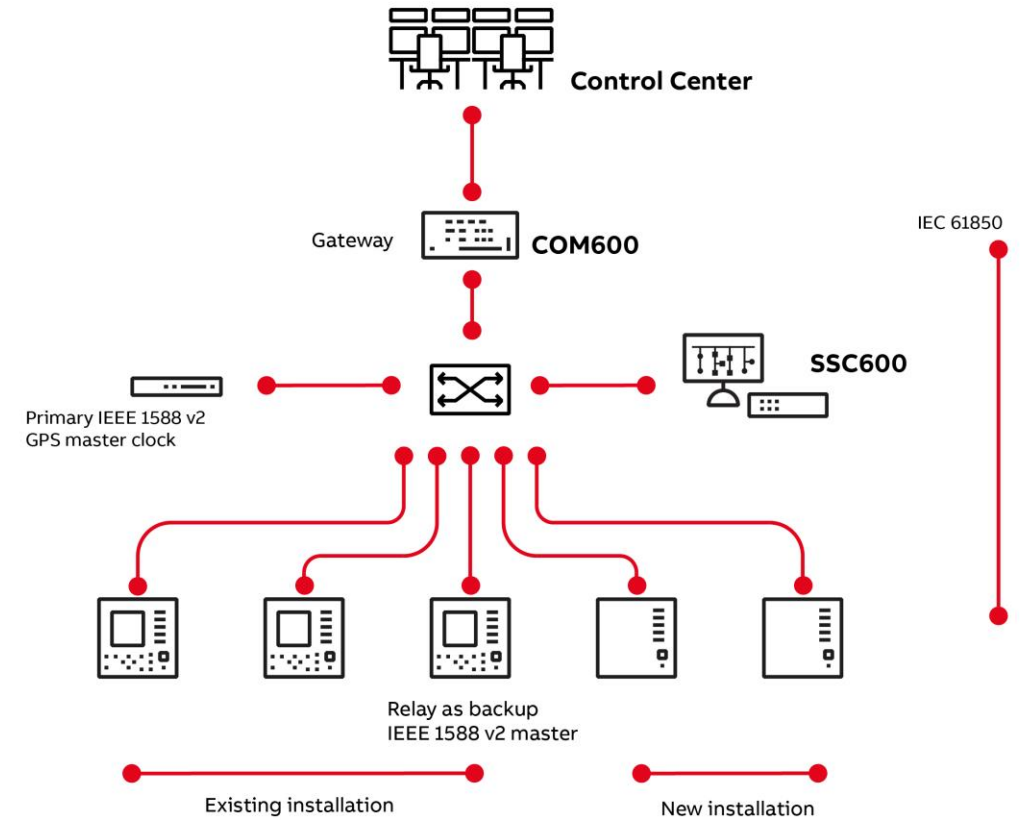 Control Center
Gateway
COM600
IEC 61850
SSC600
Primary IEEE 1588 v2
GPS master clock
Relay as backup
IEEE 1588 v2 master
Existing installation
New installation